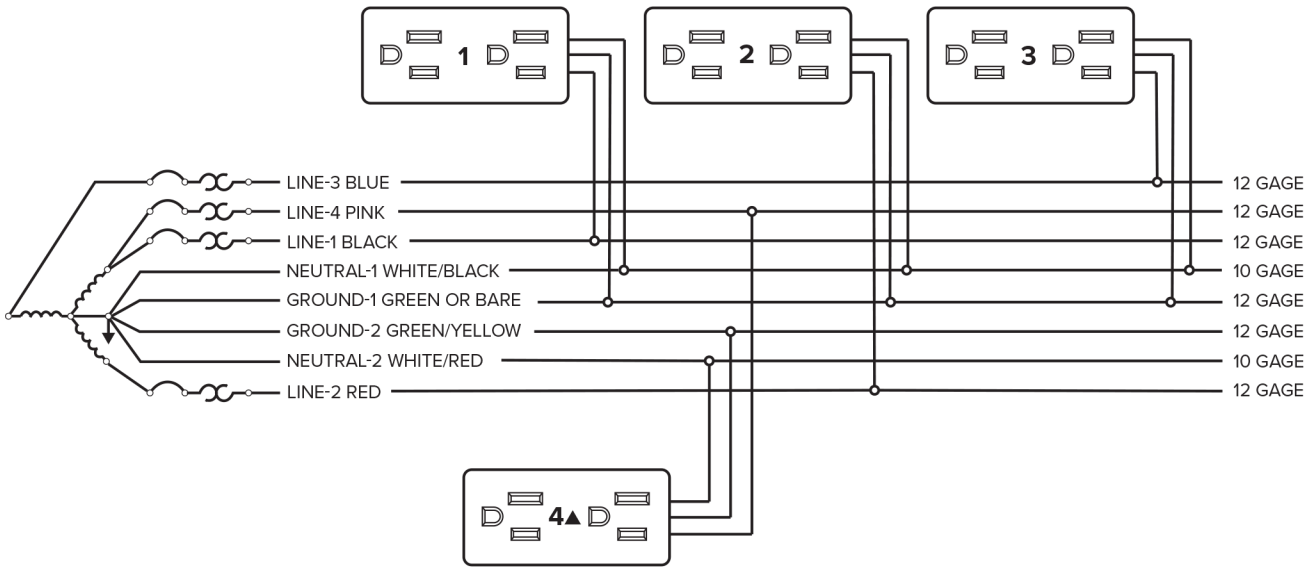 1
2
3
LINE-3 BLUE 12 GAGE
LINE-4 PINK 12 GAGE
LINE-1 BLACK 12 GAGE
NEUTRAL-1 WHITE/BLACK 10 GAGE
GROUND-1 GREEN OR BARE 12 GAGE
GROUND-2 GREEN/YELLOW 12 GAGE
NEUTRAL-2 WHITE/RED 10 GAGE
LINE-2 RED 12 GAGE
4▲